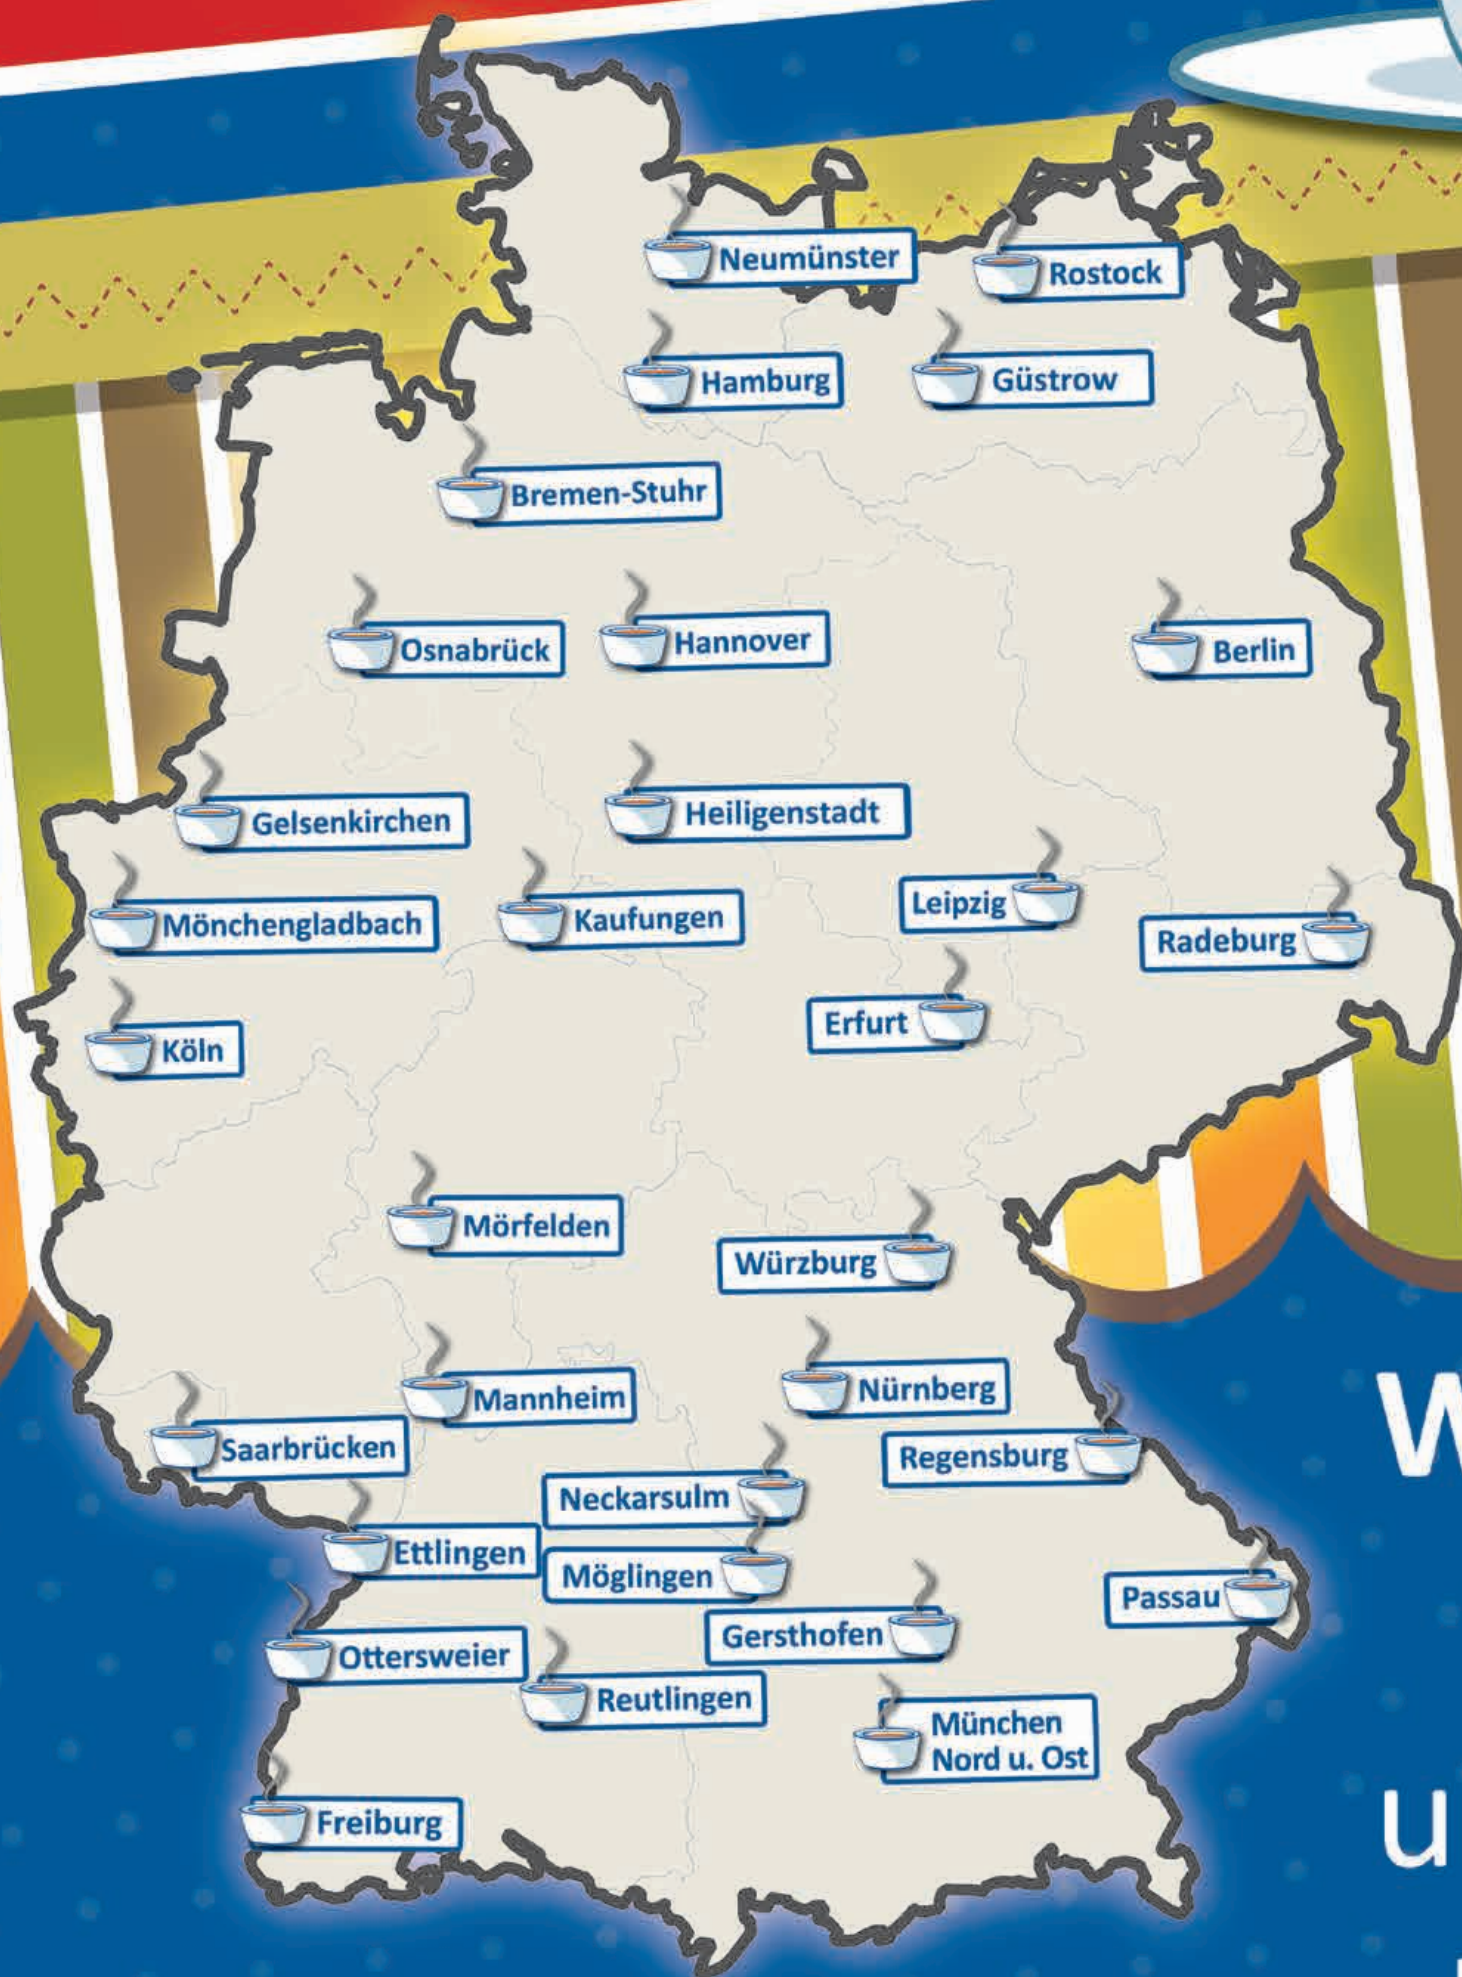 Neumünster
Rostock
Hamburg
Güstrow
Bremen-Stuhr
Osnabrück
Hannover
Berlin
Gelsenkirchen
Heiligenstadt
Leipzig
Mönchengladbach
Kaufungen
Radeburg
Erfurt
Köln
Mörfelden
Würzburg
Mannheim
Nürnberg
Saarbrücken
Regensburg
Neckarsulm
Ettlingen
Möglingen
Passau
Gersthofen
Ottersweier
Reutlingen
München
Nord u. Ost
Freiburg
W
u